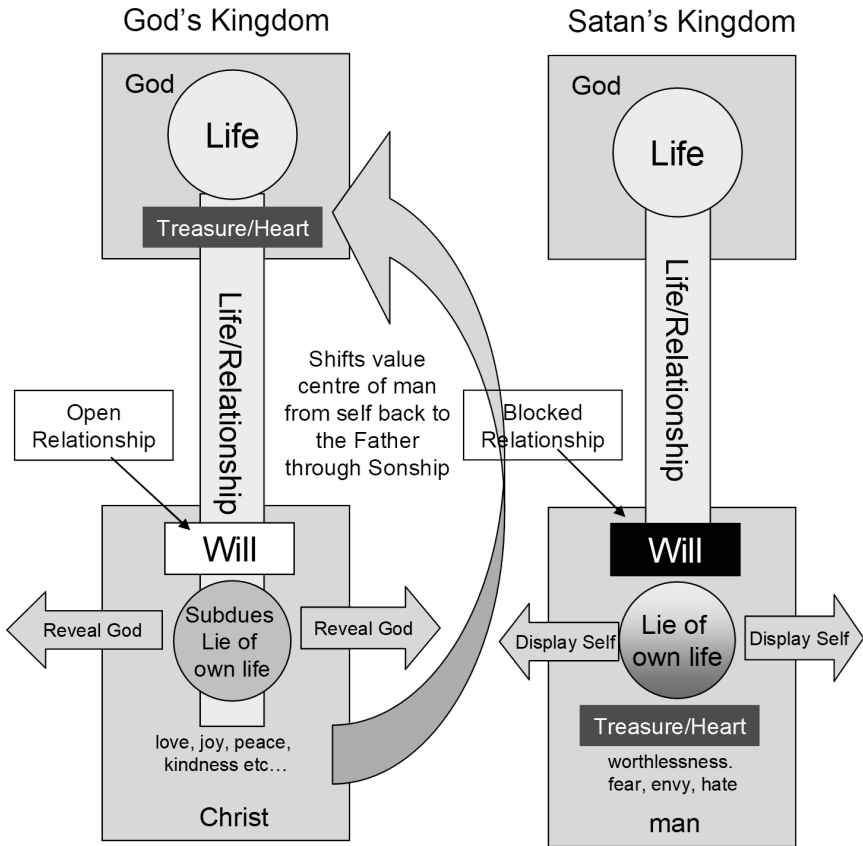 God's Kingdom
God
Life
Treasure/Heart
Life/Relationship
Open
Relationship
Will
Subdues
Lie of
own life
Reveal God
Reveal God
love, joy, peace,
kindness etc…
Christ
Shifts value
centre of man
from self back to
the Father
through Sonship
Satan's Kingdom
God
Life
Life/Relationship
Blocked
Relationship
Will
Lie of
own life
Display Self
Display Self
Treasure/Heart
worthlessness.
fear, envy, hate
man